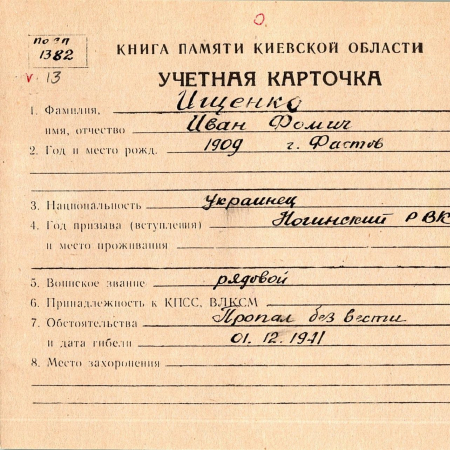 О.
ПОЗП
1382
v. 13
КНИГА ПАМЯТИ КИЕВСКОЙ ОБЛАСТИ
УЧЕТНАЯ КАРТОЧКА
1. Фамилия, Ищенко
имя, отчество Иван Фомич
2. Год и место рожд. 1909 г. Фастов
3. Национальность украинец
4. Год призыва (вступления) Ногинский РВК
и место проживания
5. Воинское звание рядовой
6. Принадлежность к КПСС, ВЛКСМ
7. Обстоятельства Пропал без вести
и дата гибели 01.12.1941
8. Место захоронения